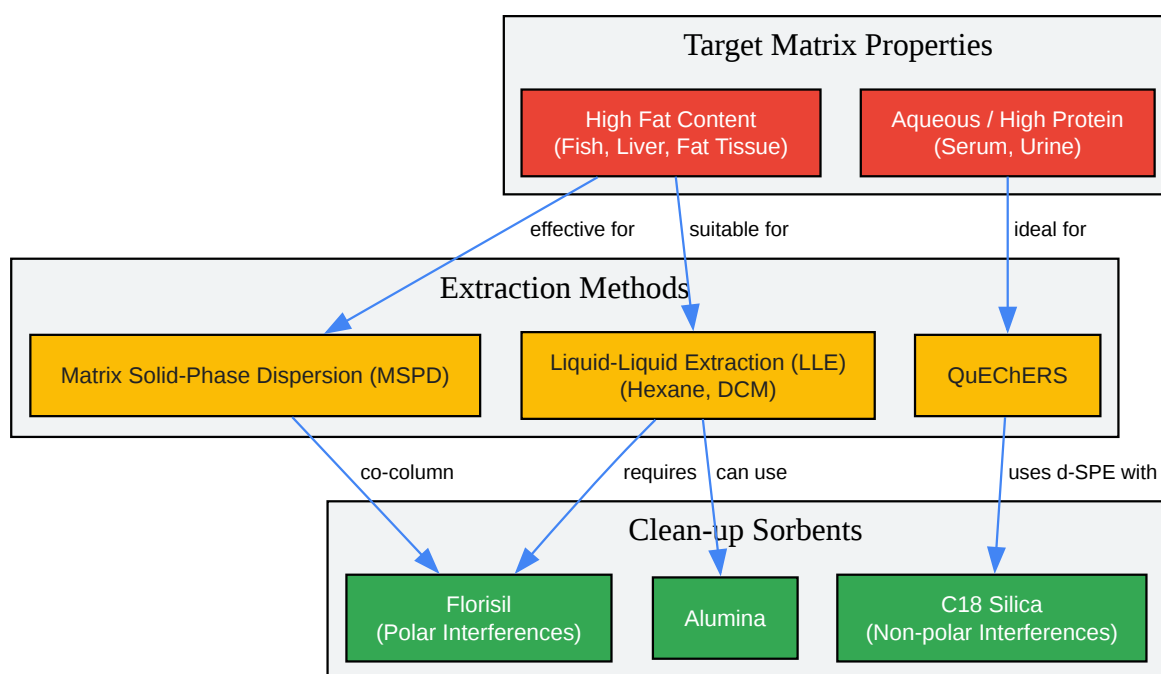 Target Matrix Properties
High Fat Content
(Fish, Liver, Fat Tissue)
Aqueous / High Protein
(Serum, Urine)
effective for
suitable for
ideal for
Extraction Methods
Matrix Solid-Phase Dispersion (MSPD)
Liquid-Liquid Extraction (LLE)
(Hexane, DCM)
QuEChERS
co-column
requires
can use
uses d-SPE with
Clean-up Sorbents
Florisil
(Polar Interferences)
Alumina
C18 Silica
(Non-polar Interferences)